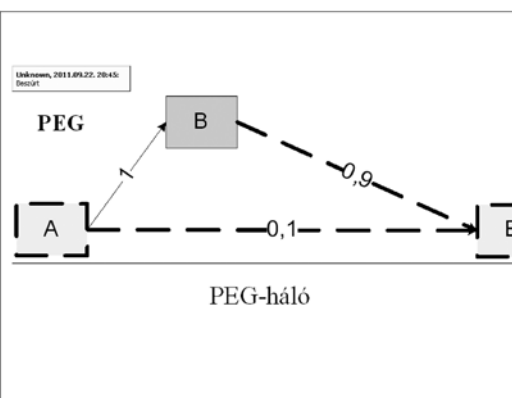 Unknown, 2011.09.22. 20:45:
Beszúrt
PEG
B
1
0,9
A
0,1
E
PEG-háló